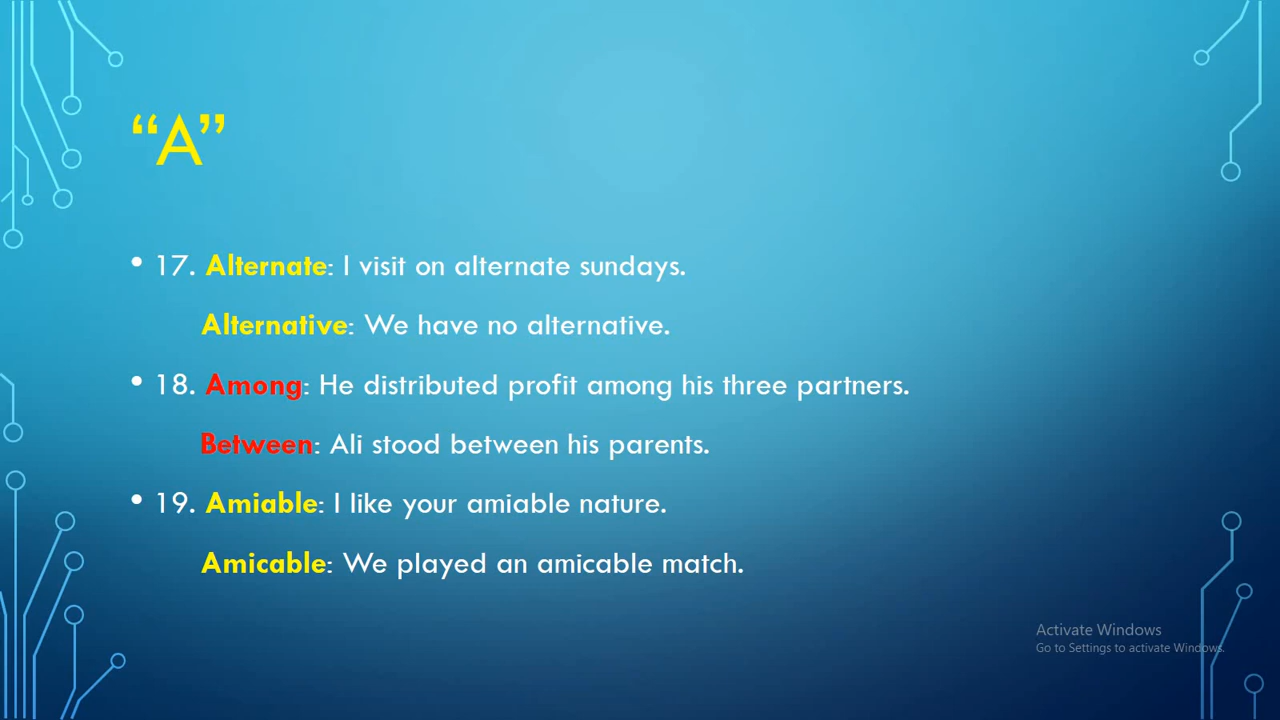 “A”
• 17. Alternate: I visit on alternate sundays.
Alternative: We have no alternative.
• 18. Among: He distributed profit among his three partners.
Between: Ali stood between his parents.
• 19. Amiable: I like your amiable nature.
Amicable: We played an amicable match.
Activate Windows
Go to Settings to activate Windows.